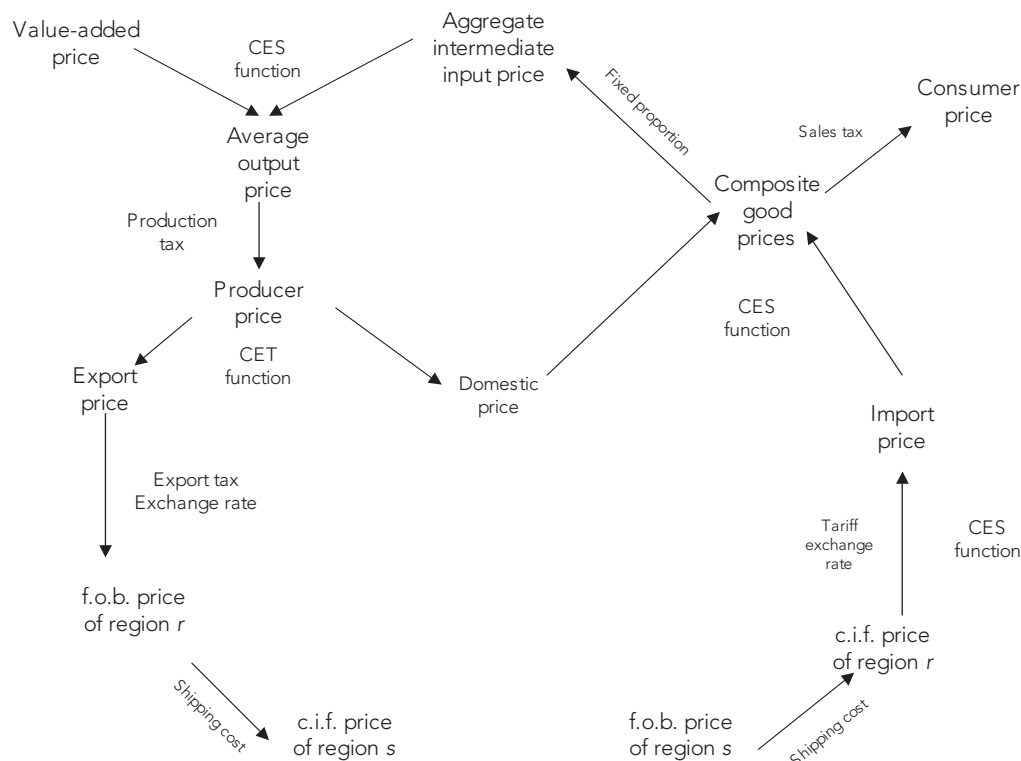 Value-added
price
CES
function
Aggregate
intermediate
input price
Fixed proportion
Consumer
price
Sales tax
Average
output
price
Composite
good
prices
Production
tax
Producer
price
CES
function
CET
function
Export
price
Domestic
price
Import
price
Export tax
Exchange rate
Tariff
exchange
rate
CES
function
f.o.b. price
of region r
c.i.f. price
of region r
Shipping cost
c.i.f. price
of region s
f.o.b. price
of region s
Shipping cost